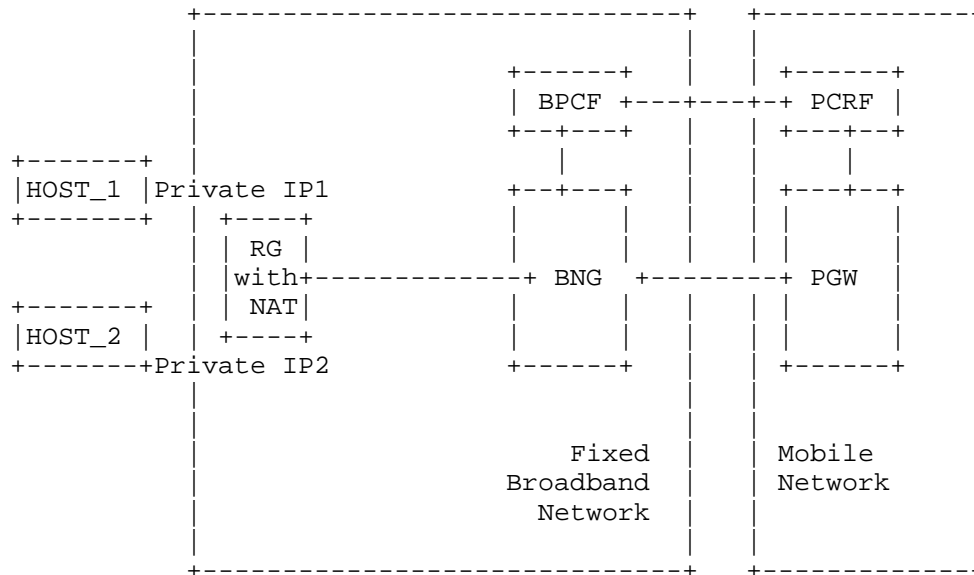 BPCF PCRF
HOST_1 Private IP1
RG
with BNG PGW
NAT
HOST_2
Private IP2
Fixed Mobile
Broadband Network
Network